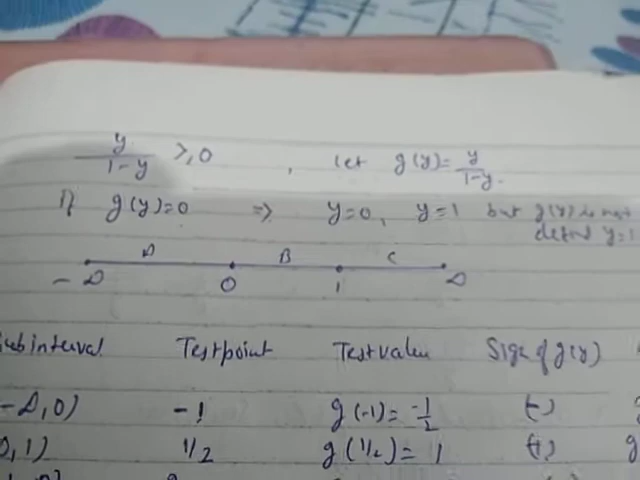 y/(1-y) ≥ 0 , let g(y) = y/(1-y).
If g(y)=0 ⇒ y=0, y=1 but g(y) is not
defind y=1
A B C
-∞ 0 1 ∞
Subinterval Testpoint Testvalue Sign of g(y)
-∞,0) -1 g(-1) = -1/2 (-) g
0,1) 1/2 g(1/2) = 1 (+) g